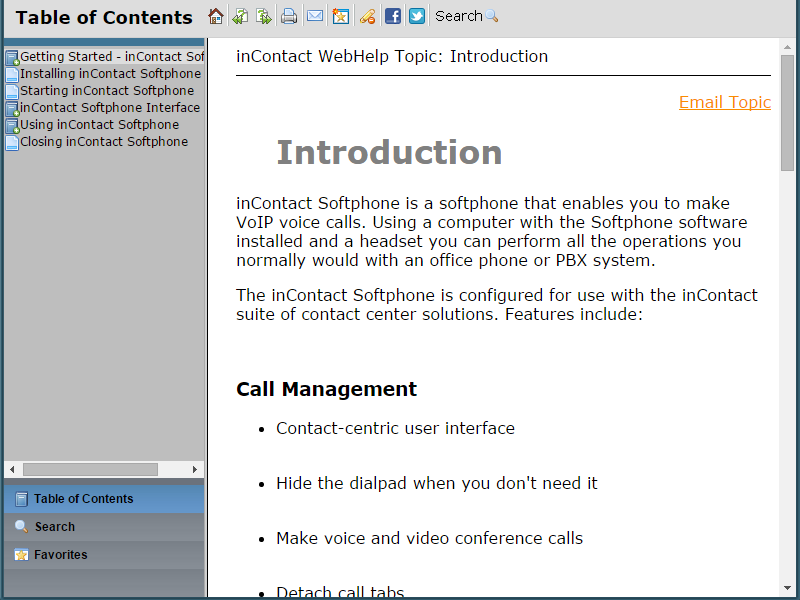 Table of Contents
Search
Getting Started - inContact Sof
Installing inContact Softphone
Starting inContact Softphone
inContact Softphone Interface
Using inContact Softphone
Closing inContact Softphone
Table of Contents
Search
Favorites
inContact WebHelp Topic: Introduction
Email Topic
Introduction
inContact Softphone is a softphone that enables you to make
VoIP voice calls. Using a computer with the Softphone software
installed and a headset you can perform all the operations you
normally would with an office phone or PBX system.
The inContact Softphone is configured for use with the inContact
suite of contact center solutions. Features include:
Call Management
• Contact-centric user interface
• Hide the dialpad when you don't need it
• Make voice and video conference calls
• Detach call tabs